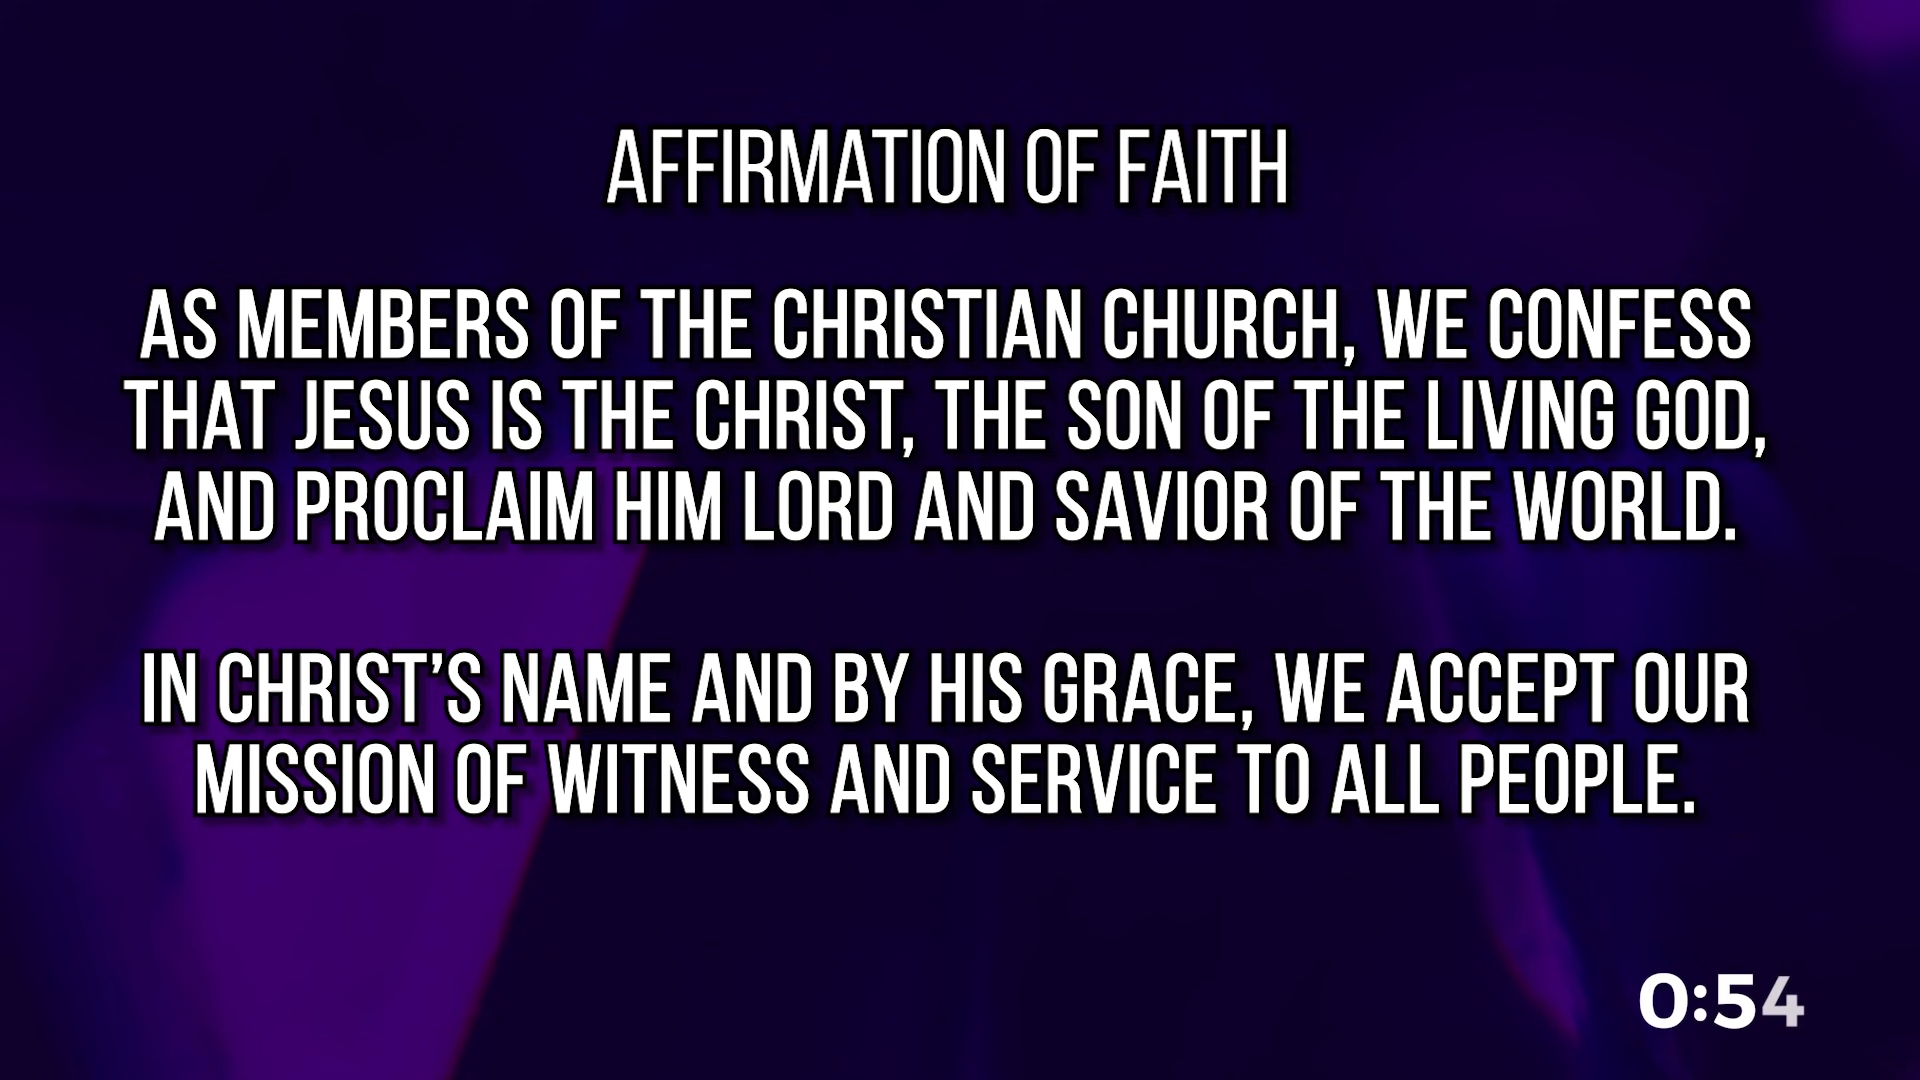 AFFIRMATION OF FAITH
AS MEMBERS OF THE CHRISTIAN CHURCH, WE CONFESS
THAT JESUS IS THE CHRIST, THE SON OF THE LIVING GOD,
AND PROCLAIM HIM LORD AND SAVIOR OF THE WORLD.
IN CHRIST’S NAME AND BY HIS GRACE, WE ACCEPT OUR
MISSION OF WITNESS AND SERVICE TO ALL PEOPLE.
0:54